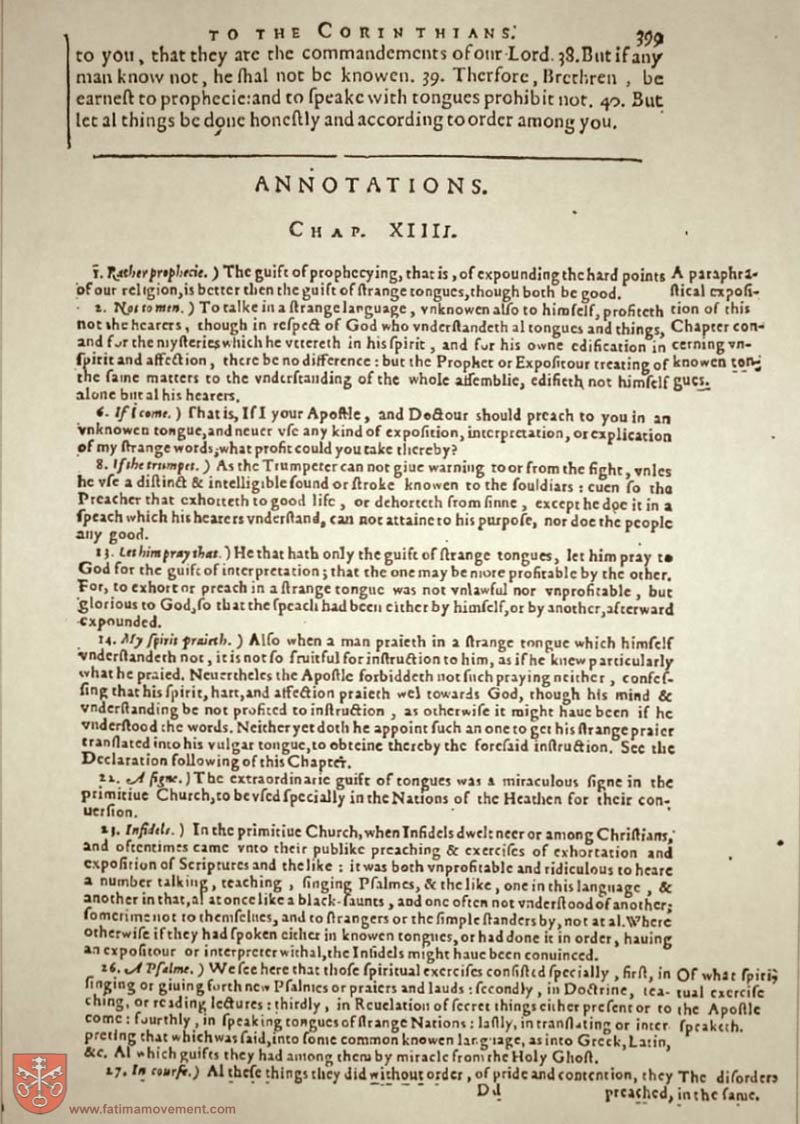 TO THE CORINTHIANS. 399
to you, that they are the commandements of our Lord. 38. But if any
man know not, he ſhal not be knowen. 39. Therfore, Brethren, be
earneſt to prophecie: and to ſpeake with tongues prohibit not. 40. But
let al things be done honeſtly and according to order among you.
ANNOTATIONS.
CHAP. XIIII.
1. Rather prophecie.) The guift of prophecying, that is, of expounding the hard points
of our religion, is better then the guift of ſtrange tongues, though both be good.
2. Not to men.) To talke in a ſtrange language, vnknowen alſo to himſelf, profiteth
not the hearers, though in reſpect of God who vnderſtandeth al tongues and things,
and for the myſteries which he vttereth in his ſpirit, and for his owne edification in
ſpirit and affection, there be no difference: but the Prophet or Expoſitour treating of
the ſame matters to the vnderſtanding of the whole aſſemblie, edifieth not himſelf
alone but al his hearers.
A paraphra-
ſtical expoſi-
tion of this
Chapter con-
cerning vn-
knowen ton-
gues.
6. If I come.) That is, If I your Apoſtle, and Doctour should preach to you in an
vnknowen tongue, and neuer vſe any kind of expoſition, interpretation, or explication
of my ſtrange words, what profit could you take thereby?
8. If the trumpet.) As the Trumpeter can not giue warning to or from the fight, vnles
he vſe a diſtinct & intelligible ſound or ſtroke knowen to the ſouldiars: euen ſo the
Preacher that exhorteth to good life, or dehorteth from ſinne, except he doe it in a
ſpeach which his hearers vnderſtand, can not attaine to his purpoſe, nor doe the people
any good.
13. Let him pray that.) He that hath only the guift of ſtrange tongues, let him pray to
God for the guift of interpretation; that the one may be more profitable by the other.
For, to exhort or preach in a ſtrange tongue was not vnlawful nor vnprofitable, but
glorious to God, ſo that the ſpeach had been either by himſelf, or by another, afterward
expounded.
14. My ſpirit praieth.) Alſo when a man praieth in a ſtrange tongue which himſelf
vnderſtandeth not, it is not ſo fruitful for inſtruction to him, as if he knew particularly
what he praied. Neuertheles the Apoſtle forbiddeth not ſuch praying neither, confeſ-
ſing that his ſpirit, hart, and affection praieth wel towards God, though his mind &
vnderſtanding be not profited to inſtruction, as otherwiſe it might haue been if he
vnderſtood the words. Neither yet doth he appoint ſuch an one to get his ſtrange praier
tranſlated into his vulgar tongue, to obteine thereby the foreſaid inſtruction. See the
Declaration following of this Chapter.
22. A ſigne.) The extraordinarie guift of tongues was a miraculous ſigne in the
primitiue Church, to be vſed ſpecially in the Nations of the Heathen for their con-
uerſion.
23. Infidels.) In the primitiue Church, when Infidels dwelt neer or among Chriſtians,
and oftentimes came vnto their publike preaching & exerciſes of exhortation and
expoſition of Scriptures and the like: it was both vnprofitable and ridiculous to heare
a number talking, teaching, ſinging Pſalmes, & the like, one in this language, &
another in that, al at once like a black-ſaunts, and one often not vnderſtood of another;
ſometime not to themſelues, and to ſtrangers or the ſimple ſtanders by, not at al. Where
otherwiſe if they had ſpoken either in knowen tongues, or had done it in order, hauing
an expoſitour or interpreter withal, the Infidels might haue been conuinced.
26. A Pſalme.) We ſee here that thoſe ſpiritual exerciſes conſiſted ſpecially, firſt, in
ſinging or giuing forth new Pſalmes or praiers and lauds: ſecondly, in Doctrine, tea-
ching, or reading lectures: thirdly, in Reuelation of ſecret things either preſent or to
come: fourthly, in ſpeaking tongues of ſtrange Nations: laſtly, in tranſlating or inter
preting that which was ſaid, into ſome common knowen language, as into Greek, Latin,
&c. Al which guifts they had among them by miracle from the Holy Ghoſt.
Of what ſpiri-
tual exerciſe
the Apoſtle
ſpeaketh.
27. In courſe.) Al theſe things they did without order, of pride and contention, they
The diſorders
Dd preached, in the ſame.
www.fatimamovement.com